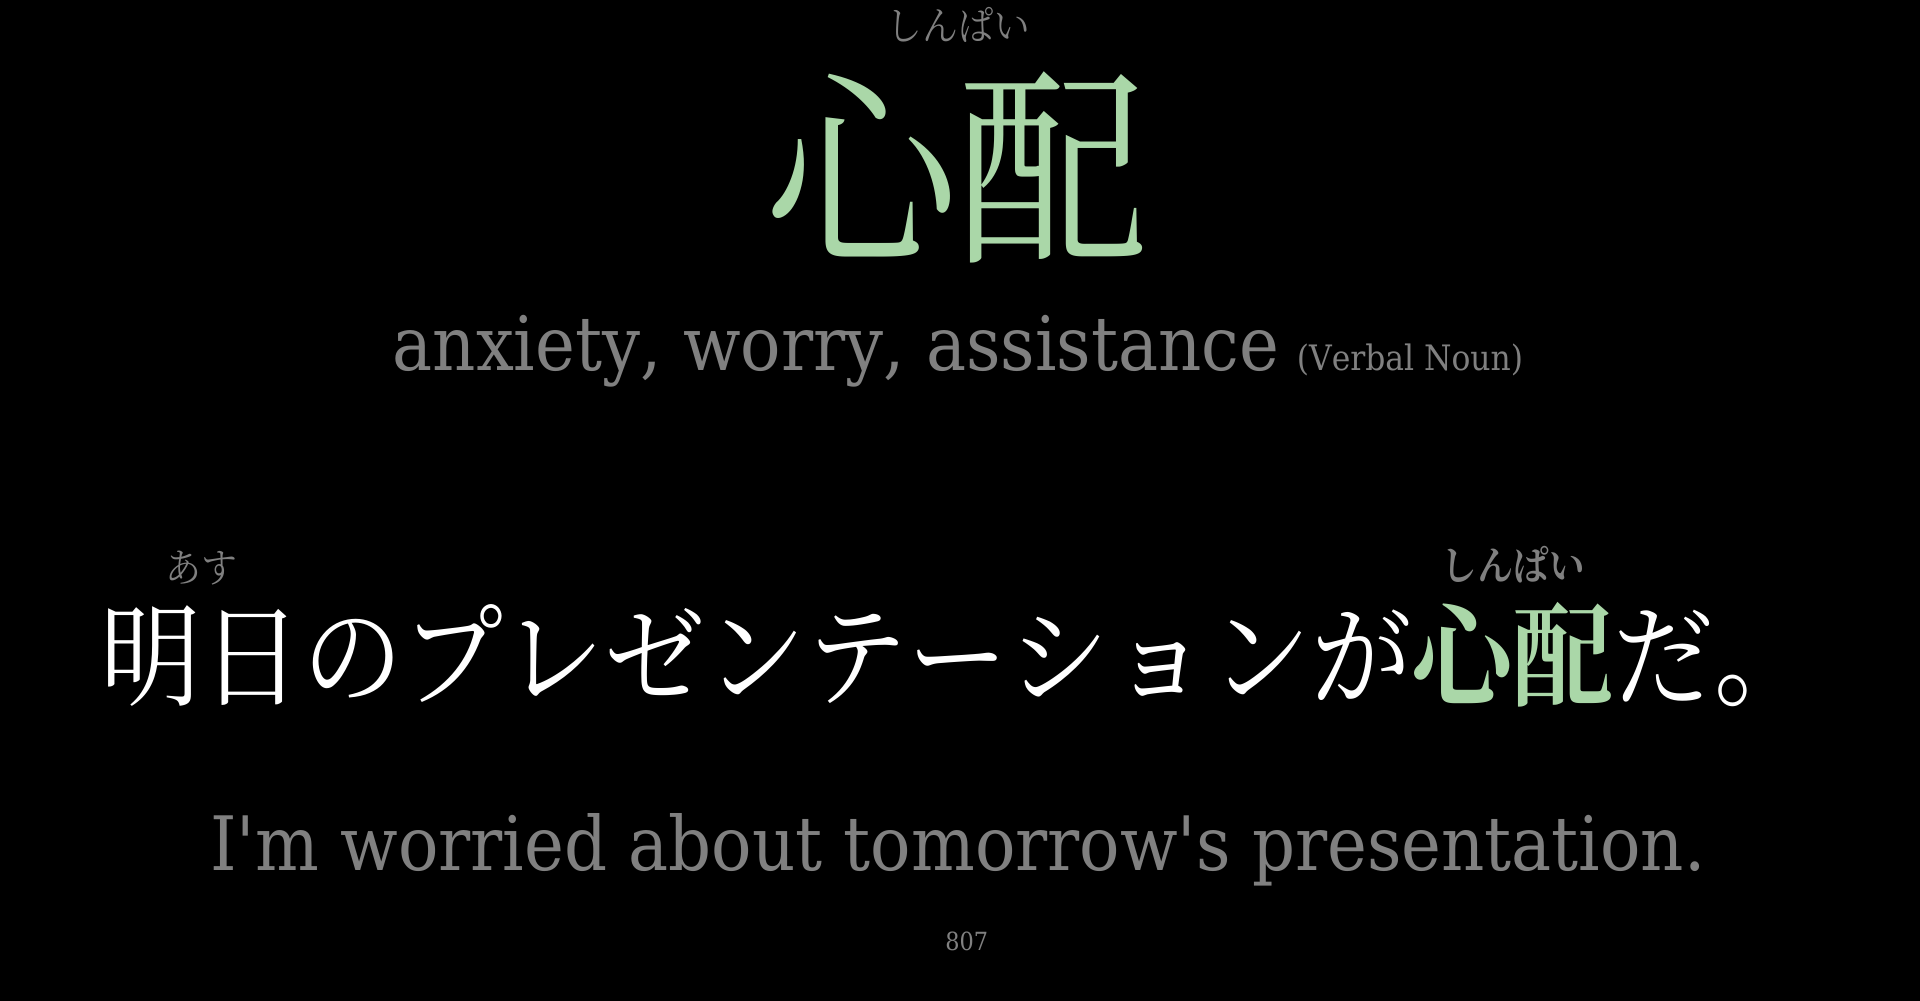 しんぱい
心配
anxiety, worry, assistance (Verbal Noun)
あす しんぱい
明日のプレゼンテーションが心配だ。
I'm worried about tomorrow's presentation.
807